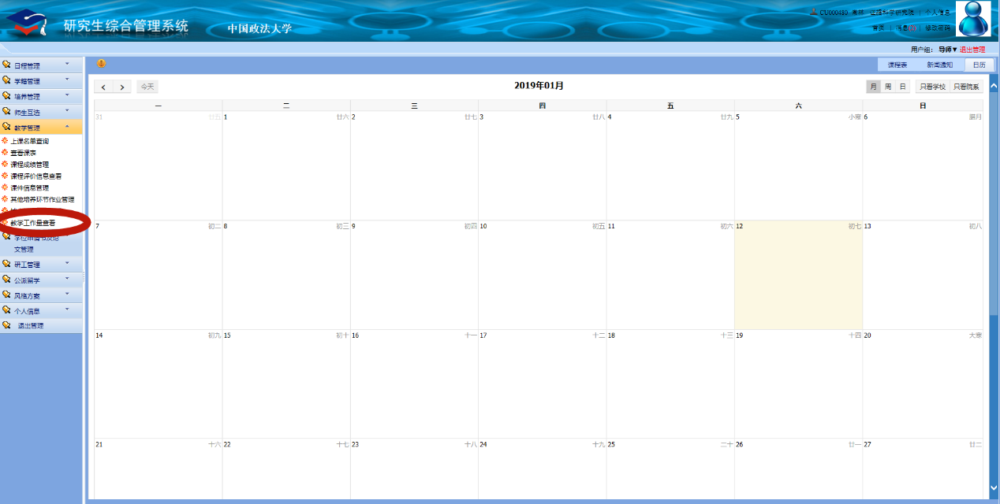 研究生综合管理系统
中国政法大学
CU000430
证据科学研究院 | 个人信息
首页 | 消息(0) | 修改密码
用户组: 导师▼ 退出管理
日程管理
学籍管理
培养管理
师生互选
教学管理
上课名单查询
查看课表
课程成绩管理
课程评价信息查看
课件信息管理
其他培养环节作业管理
教学工作量查看
学位申请书及论
文管理
研工管理
公派留学
风格方案
个人信息
退出管理
课程表 新闻通知 日历
< > 今天
2019年01月
月 周 日 只看学校 只看院系
一 二 三 四 五 六 日
31 廿五 1 廿六 2 廿七 3 廿八 4 廿九 5 小寒 6 腊月
7 初二 8 初三 9 初四 10 初五 11 初六 12 初七 13 初八
14 初九 15 初十 16 十一 17 十二 18 十三 19 十四 20 大寒
21 十六 22 十七 23 十八 24 十九 25 二十 26 廿一 27 廿二